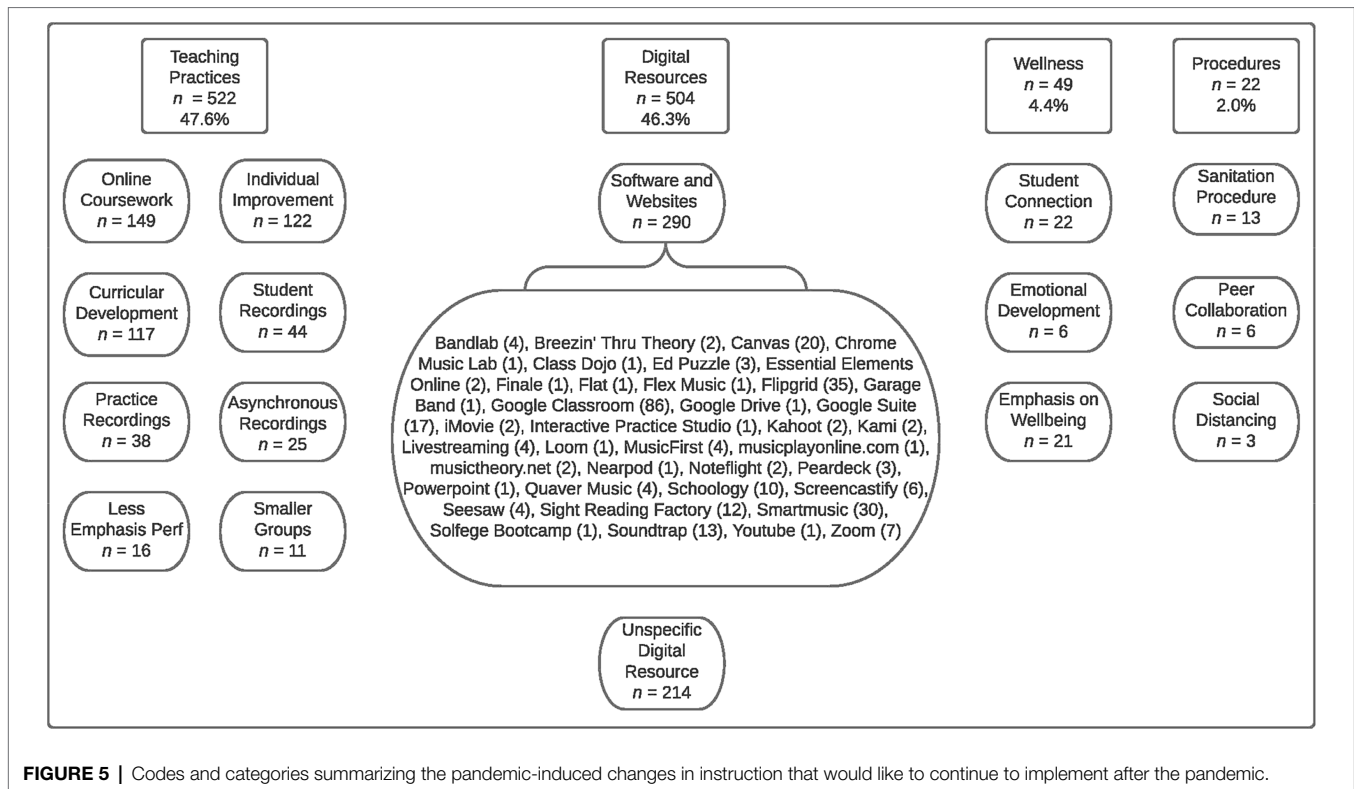 Teaching
Practices
n = 522
47.6%
Digital
Resources
n = 504
46.3%
Wellness
n = 49
4.4%
Procedures
n = 22
2.0%
Online
Coursework
n = 149
Individual
Improvement
n = 122
Curricular
Development
n = 117
Student
Recordings
n = 44
Practice
Recordings
n = 38
Asynchronous
Recordings
n = 25
Less
Emphasis Perf
n = 16
Smaller
Groups
n = 11
Software and
Websites
n = 290
Bandlab (4), Breezin' Thru Theory (2), Canvas (20), Chrome
Music Lab (1), Class Dojo (1), Ed Puzzle (3), Essential Elements
Online (2), Finale (1), Flat (1), Flex Music (1), Flipgrid (35), Garage
Band (1), Google Classroom (86), Google Drive (1), Google Suite
(17), iMovie (2), Interactive Practice Studio (1), Kahoot (2), Kami (2),
Livestreaming (4), Loom (1), MusicFirst (4), musicplayonline.com (1),
musictheory.net (2), Nearpod (1), Noteflight (2), Peardeck (3),
Powerpoint (1), Quaver Music (4), Schoology (10), Screencastify (6),
Seesaw (4), Sight Reading Factory (12), Smartmusic (30),
Solfege Bootcamp (1), Soundtrap (13), Youtube (1), Zoom (7)
Unspecific
Digital
Resource
n = 214
Student
Connection
n = 22
Emotional
Development
n = 6
Emphasis on
Wellbeing
n = 21
Sanitation
Procedure
n = 13
Peer
Collaboration
n = 6
Social
Distancing
n = 3
FIGURE 5 | Codes and categories summarizing the pandemic-induced changes in instruction that would like to continue to implement after the pandemic.